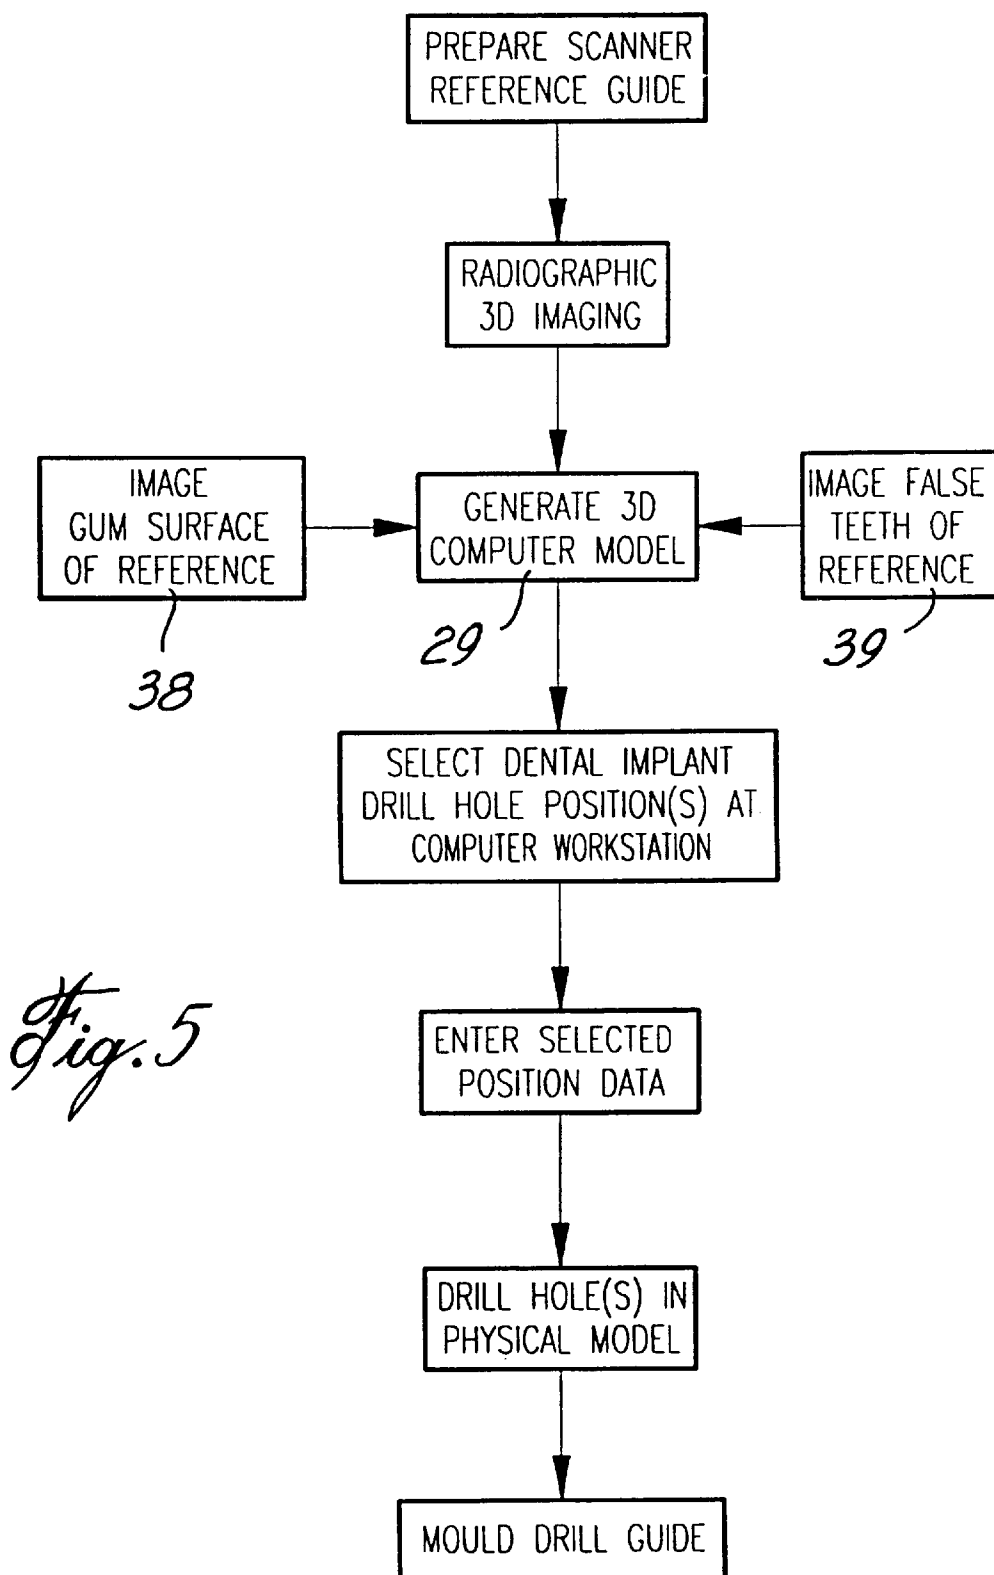 PREPARE SCANNER
REFERENCE GUIDE
RADIOGRAPHIC
3D IMAGING
IMAGE
GUM SURFACE
OF REFERENCE
38
GENERATE 3D
COMPUTER MODEL
29
IMAGE FALSE
TEETH OF
REFERENCE
39
SELECT DENTAL IMPLANT
DRILL HOLE POSITION(S) AT
COMPUTER WORKSTATION
ENTER SELECTED
POSITION DATA
Fig. 5
DRILL HOLE(S) IN
PHYSICAL MODEL
MOULD DRILL GUIDE